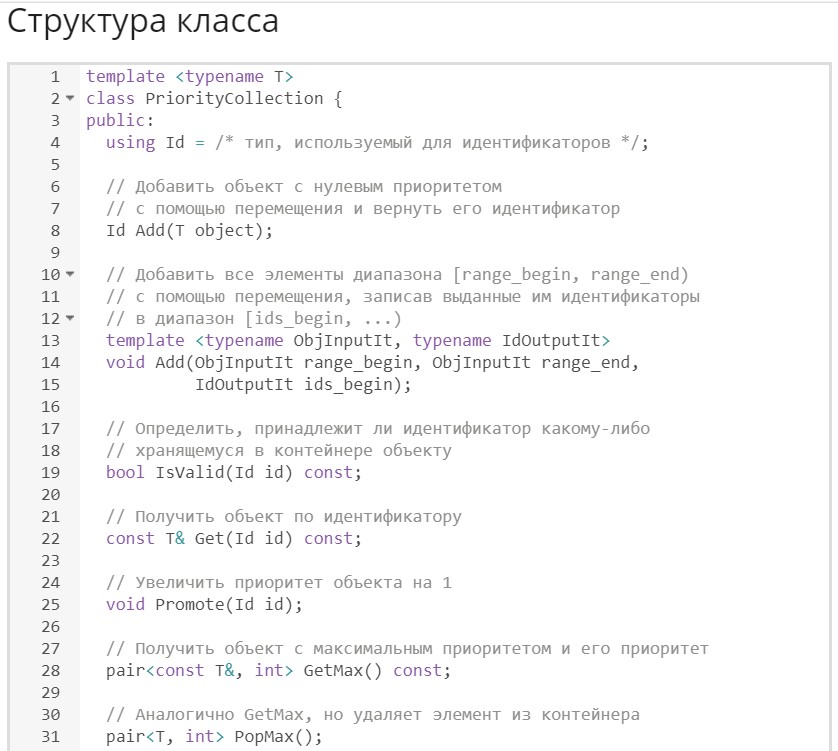 Структура класса
1 template <typename T>
2 class PriorityCollection {
3 public:
4   using Id = /* тип, используемый для идентификаторов */;
5
6   // Добавить объект с нулевым приоритетом
7   // с помощью перемещения и вернуть его идентификатор
8   Id Add(T object);
9
10   // Добавить все элементы диапазона [range_begin, range_end)
11   // с помощью перемещения, записав выданные им идентификаторы
12   // в диапазон [ids_begin, ...)
13   template <typename ObjInputIt, typename IdOutputIt>
14   void Add(ObjInputIt range_begin, ObjInputIt range_end,
15            IdOutputIt ids_begin);
16
17   // Определить, принадлежит ли идентификатор какому-либо
18   // хранящемуся в контейнере объекту
19   bool IsValid(Id id) const;
20
21   // Получить объект по идентификатору
22   const T& Get(Id id) const;
23
24   // Увеличить приоритет объекта на 1
25   void Promote(Id id);
26
27   // Получить объект с максимальным приоритетом и его приоритет
28   pair<const T&, int> GetMax() const;
29
30   // Аналогично GetMax, но удаляет элемент из контейнера
31   pair<T, int> PopMax();